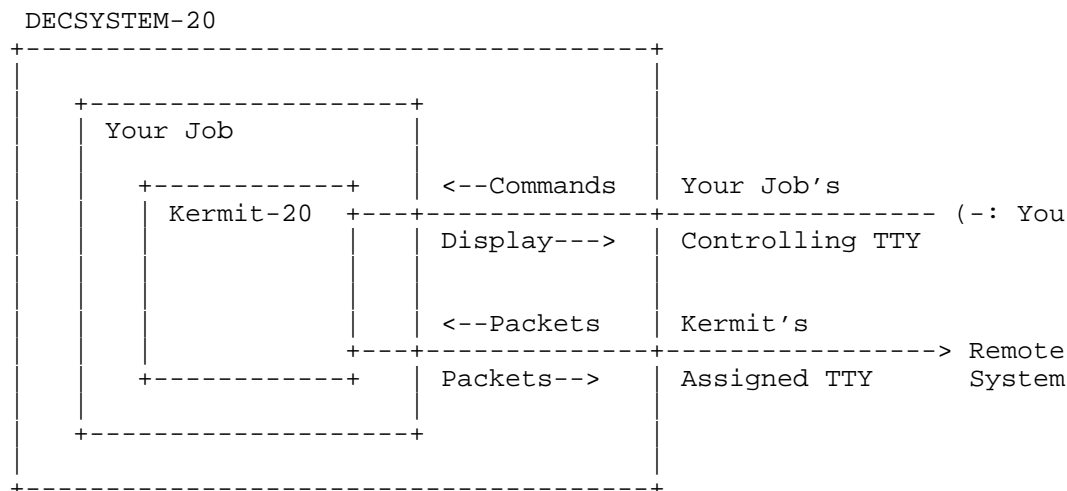 DECSYSTEM-20
Your Job
<--Commands Your Job's
Kermit-20 (-: You
Display---> Controlling TTY
<--Packets Kermit's
> Remote
Packets--> Assigned TTY System